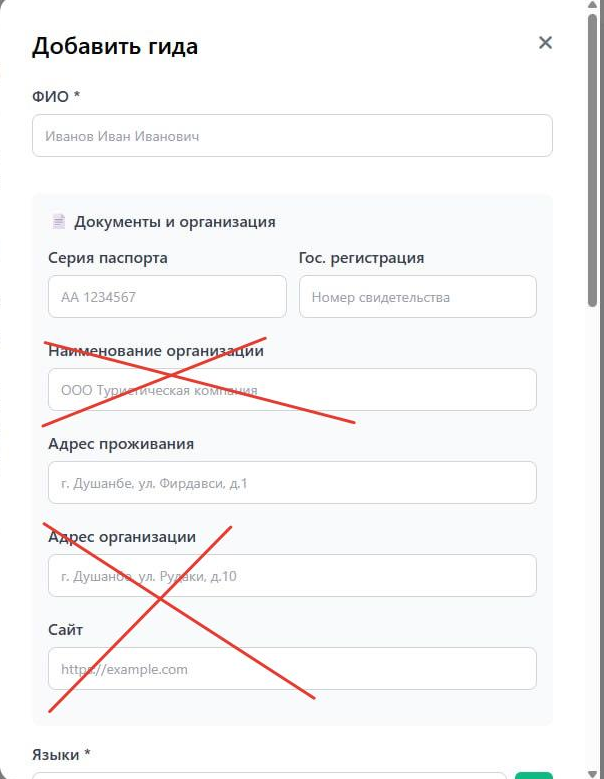 Добавить гида
ФИО *
Иванов Иван Иванович
Документы и организация
Серия паспорта Гос. регистрация
АА 1234567 Номер свидетельства
Наименование организации
ООО Туристическая компания
Адрес проживания
г. Душанбе, ул. Фирдавси, д.1
Адрес организации
г. Душанбе, ул. Рудаки, д.10
Сайт
https://example.com
Языки *